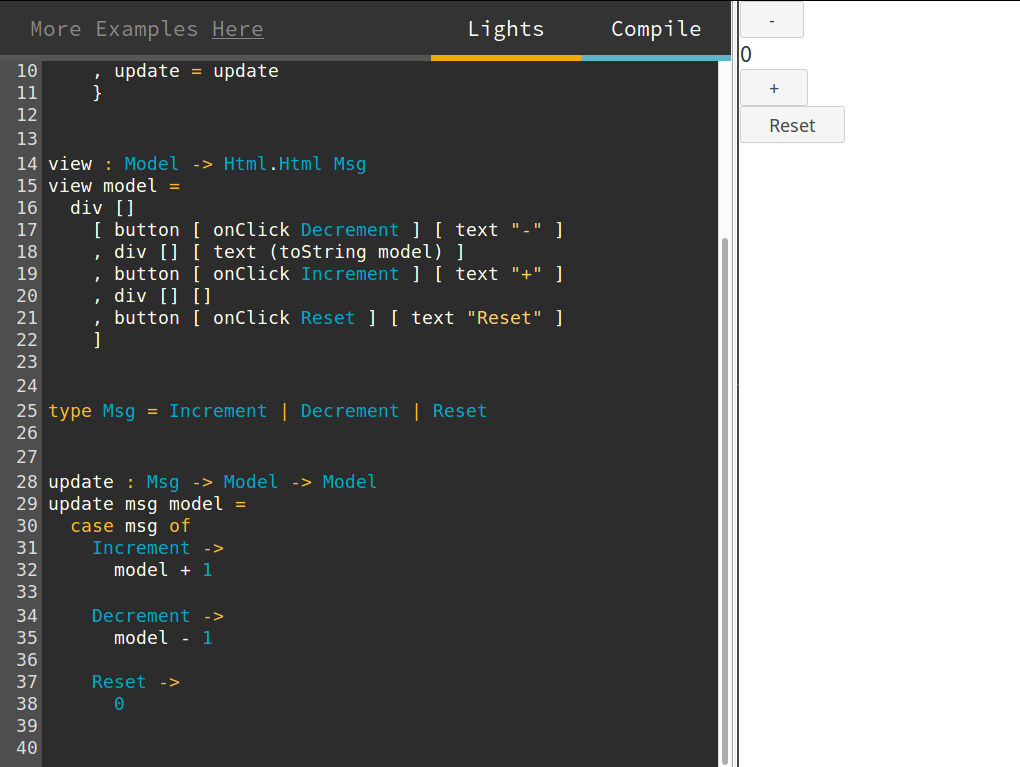 More Examples Here Lights Compile
10     , update = update
11     }
12
13
14 view : Model -> Html.Html Msg
15 view model =
16   div []
17     [ button [ onClick Decrement ] [ text "-" ]
18     , div [] [ text (toString model) ]
19     , button [ onClick Increment ] [ text "+" ]
20     , div [] []
21     , button [ onClick Reset ] [ text "Reset" ]
22     ]
23
24
25 type Msg = Increment | Decrement | Reset
26
27
28 update : Msg -> Model -> Model
29 update msg model =
30   case msg of
31     Increment ->
32       model + 1
33
34     Decrement ->
35       model - 1
36
37     Reset ->
38       0
39
40
-
0
+
Reset